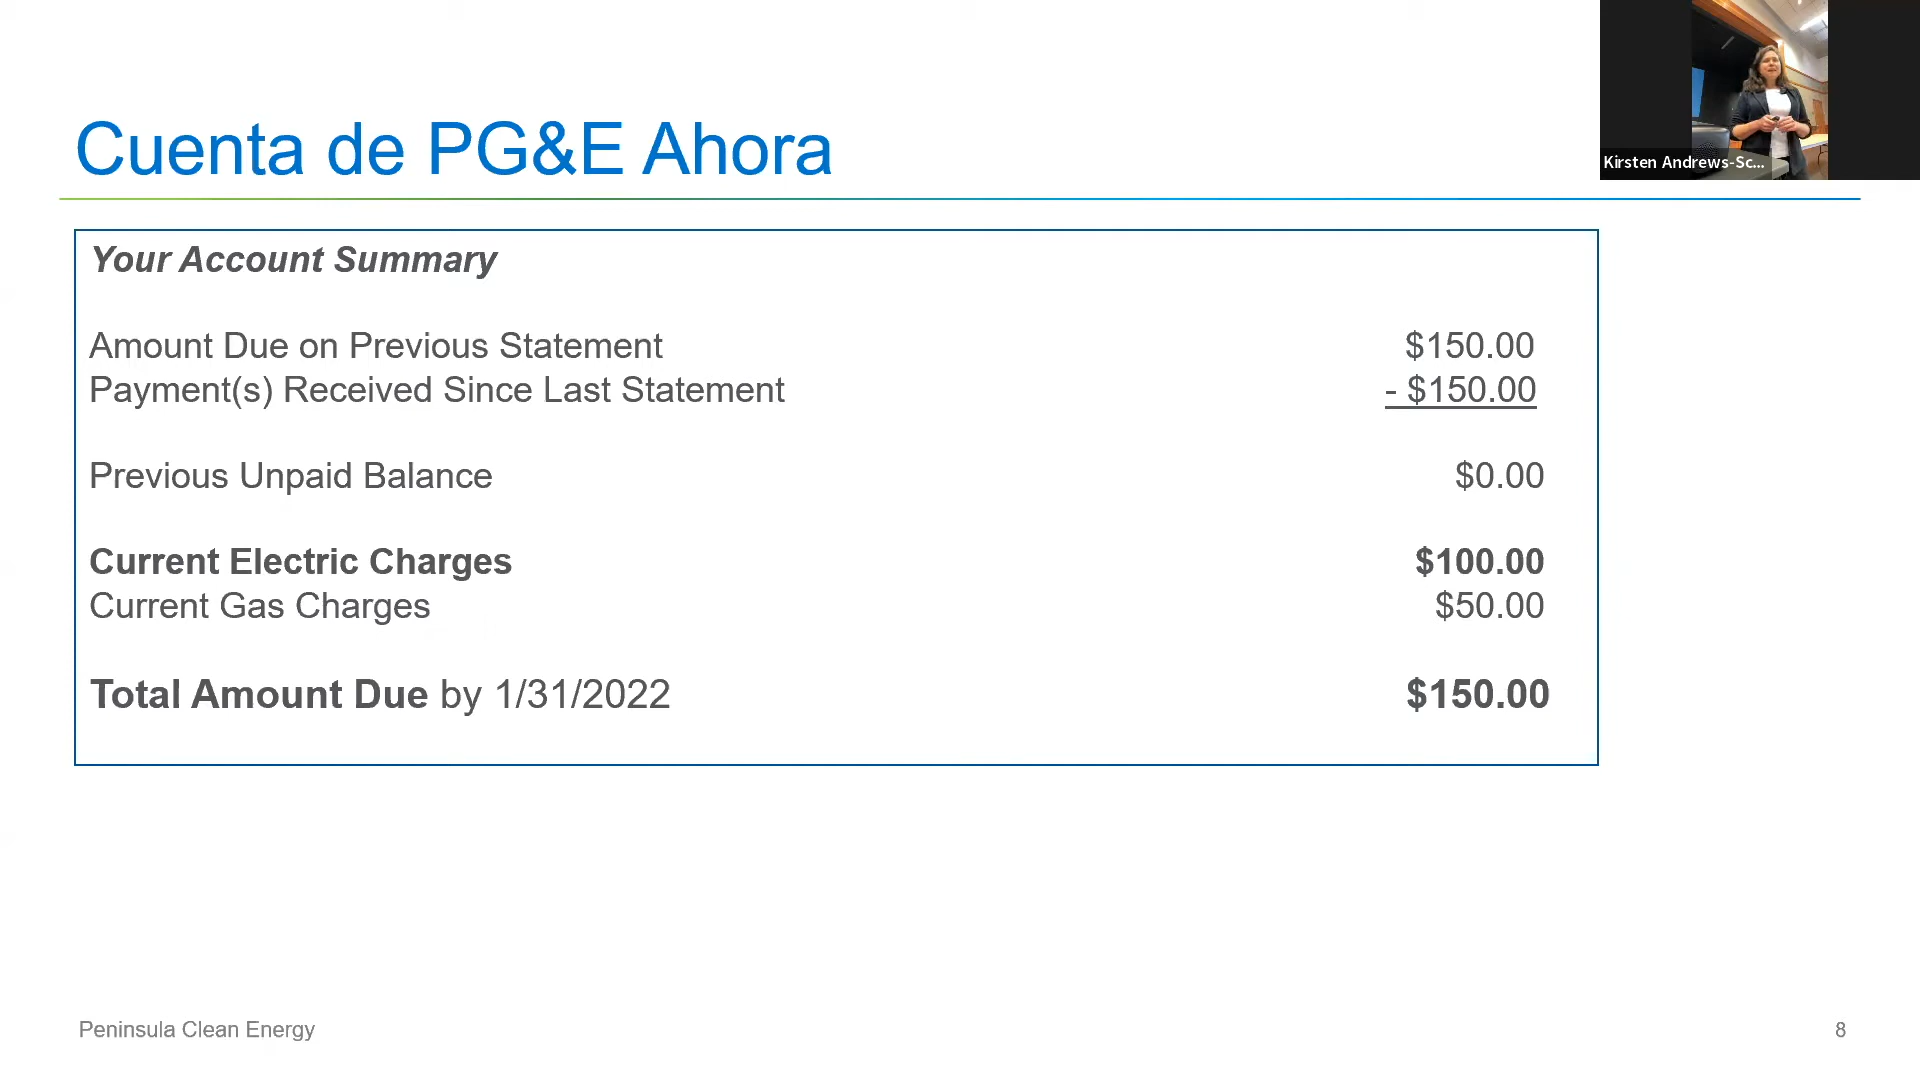 Cuenta de PG&E Ahora
Kirsten Andrews-Sc...
Your Account Summary
Amount Due on Previous Statement $150.00
Payment(s) Received Since Last Statement - $150.00
Previous Unpaid Balance $0.00
Current Electric Charges $100.00
Current Gas Charges $50.00
Total Amount Due by 1/31/2022 $150.00
Peninsula Clean Energy 8